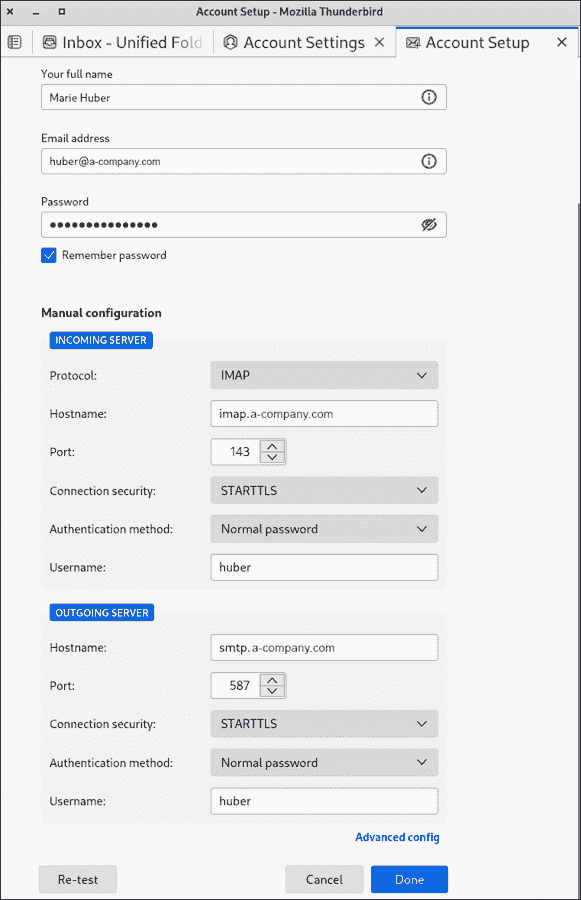 Account Setup - Mozilla Thunderbird
Inbox - Unified Fold Account Settings Account Setup
Your full name
Marie Huber
Email address
huber@a-company.com
Password
Remember password
Manual configuration
INCOMING SERVER
Protocol: IMAP
Hostname: imap.a-company.com
Port: 143
Connection security: STARTTLS
Authentication method: Normal password
Username: huber
OUTGOING SERVER
Hostname: smtp.a-company.com
Port: 587
Connection security: STARTTLS
Authentication method: Normal password
Username: huber
Advanced config
Re-test Cancel Done